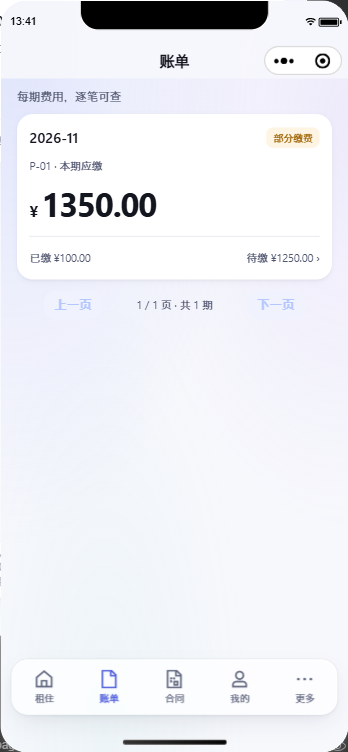 13:41
账单
每期费用，逐笔可查
2026-11 部分缴费
P-01 · 本期应缴
¥ 1350.00
已缴 ¥100.00 待缴 ¥1250.00 ›
上一页 1 / 1 页 · 共 1 期 下一页
租住 账单 合同 我的 更多